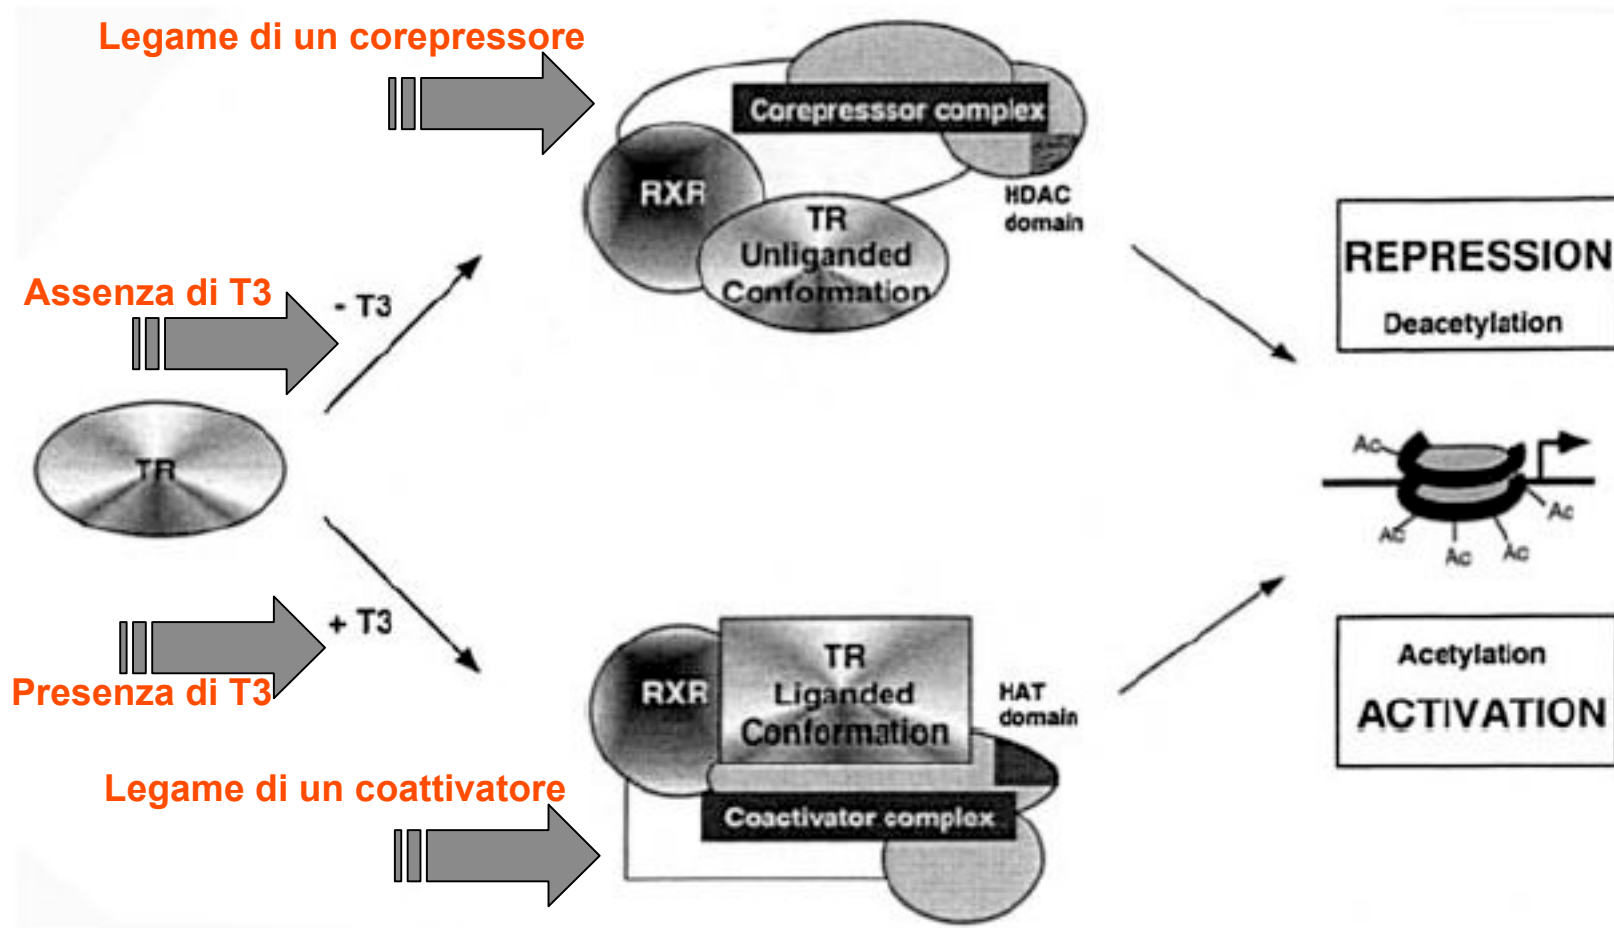 Legame di un corepressore
Corepresssor complex
RXR
TR
Unliganded
Conformation
HDAC
domain
REPRESSION
Deacetylation
Assenza di T3
- T3
TR
Ac
Ac
Ac
Ac
Ac
+ T3
Presenza di T3
RXR
TR
Liganded
Conformation
HAT
domain
Acetylation
ACTIVATION
Legame di un coattivatore
Coactivator complex